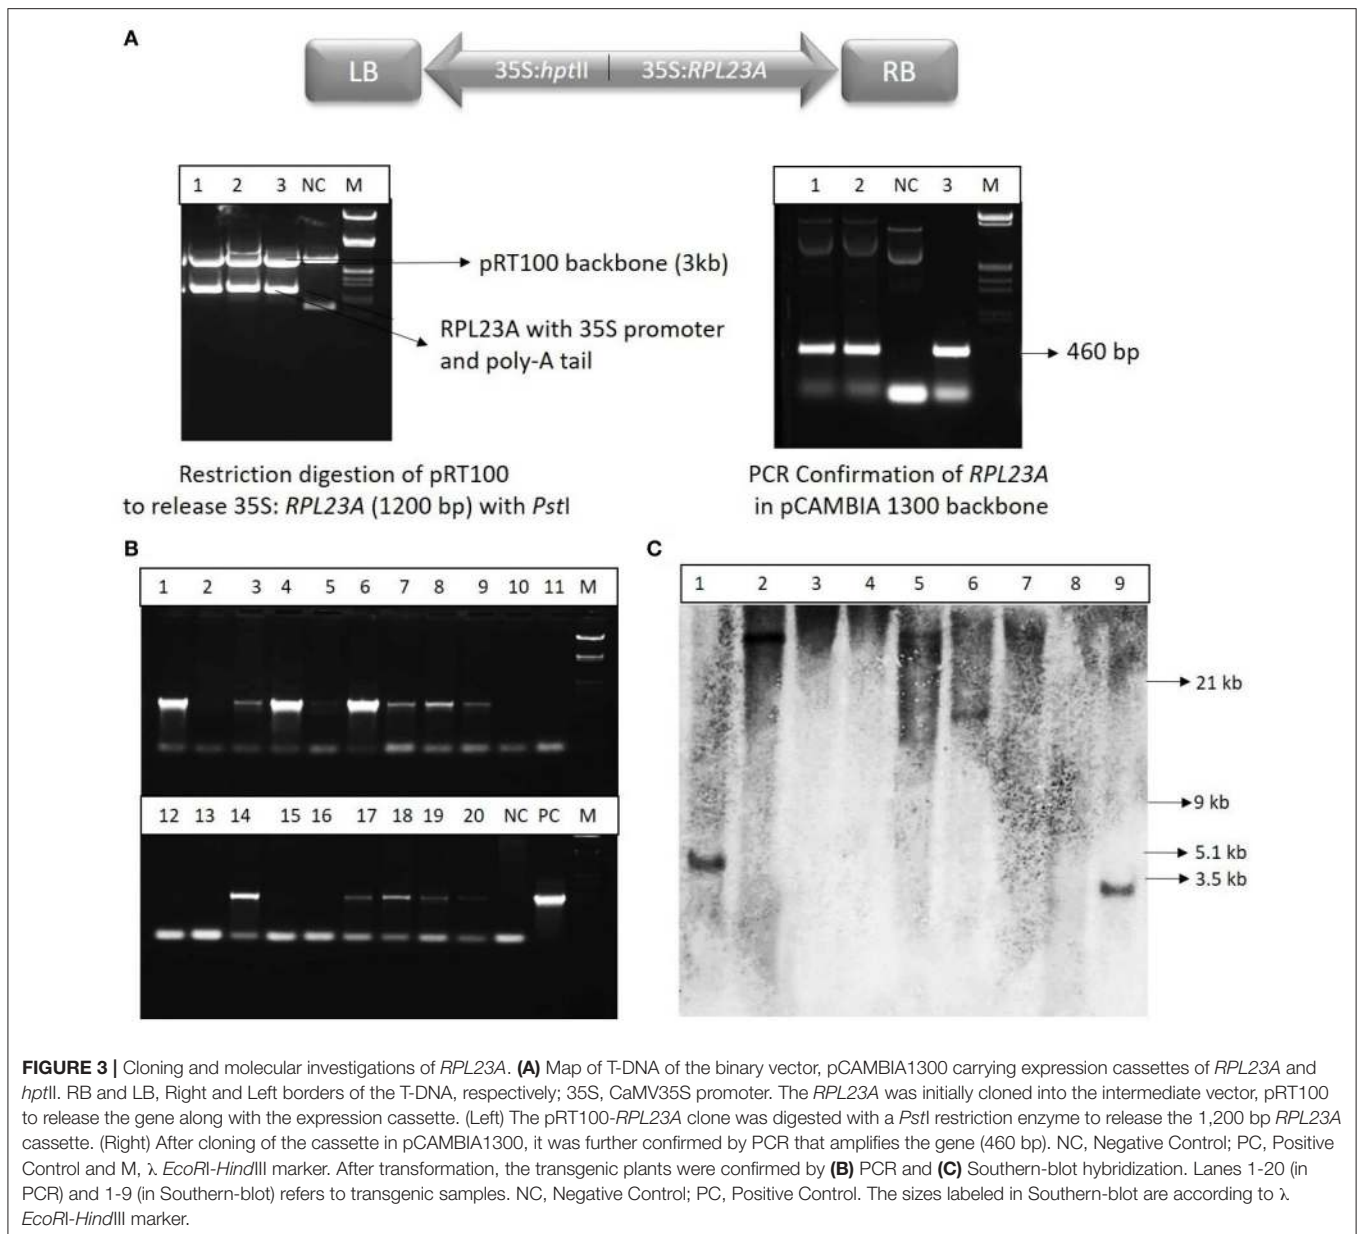 A
LB 35S:hptII 35S:RPL23A RB
1 2 3 NC M
1 2 NC 3 M
pRT100 backbone (3kb)
RPL23A with 35S promoter
and poly-A tail
460 bp
Restriction digestion of pRT100
to release 35S: RPL23A (1200 bp) with PstI
PCR Confirmation of RPL23A
in pCAMBIA 1300 backbone
B
1 2 3 4 5 6 7 8 9 10 11 M
12 13 14 15 16 17 18 19 20 NC PC M
C
1 2 3 4 5 6 7 8 9
21 kb
9 kb
5.1 kb
3.5 kb
FIGURE 3 | Cloning and molecular investigations of RPL23A. (A) Map of T-DNA of the binary vector, pCAMBIA1300 carrying expression cassettes of RPL23A and
hptII. RB and LB, Right and Left borders of the T-DNA, respectively; 35S, CaMV35S promoter. The RPL23A was initially cloned into the intermediate vector, pRT100
to release the gene along with the expression cassette. (Left) The pRT100-RPL23A clone was digested with a PstI restriction enzyme to release the 1,200 bp RPL23A
cassette. (Right) After cloning of the cassette in pCAMBIA1300, it was further confirmed by PCR that amplifies the gene (460 bp). NC, Negative Control; PC, Positive
Control and M, λ EcoRI-HindIII marker. After transformation, the transgenic plants were confirmed by (B) PCR and (C) Southern-blot hybridization. Lanes 1-20 (in
PCR) and 1-9 (in Southern-blot) refers to transgenic samples. NC, Negative Control; PC, Positive Control. The sizes labeled in Southern-blot are according to λ
EcoRI-HindIII marker.